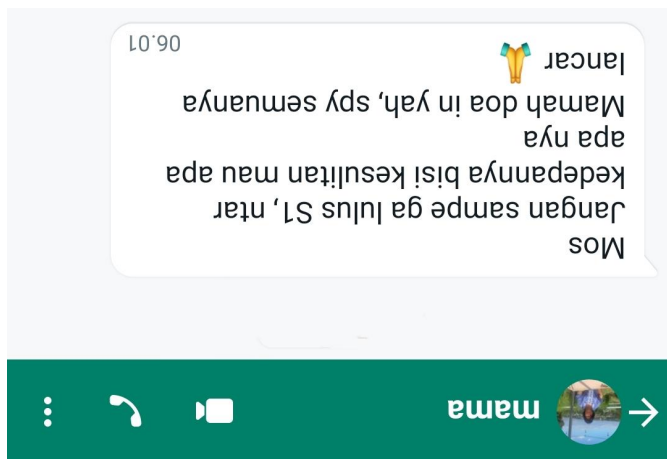 mama
Mos
Jangan sampe ga lulus S1, ntar
kedepannya bisi kesulitan mau apa
apa nya
Mamah doa in yah, spy semuanya
lancar 🙏
06.01